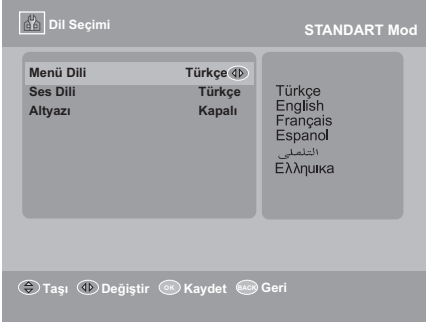 Dil Seçimi
STANDART Mod
Menü Dili Türkçe
Ses Dili Türkçe
Altyazı Kapalı
Türkçe
English
Français
Espanol
Ελληuικα
Taşı Değiştir OK Kaydet BACK Geri